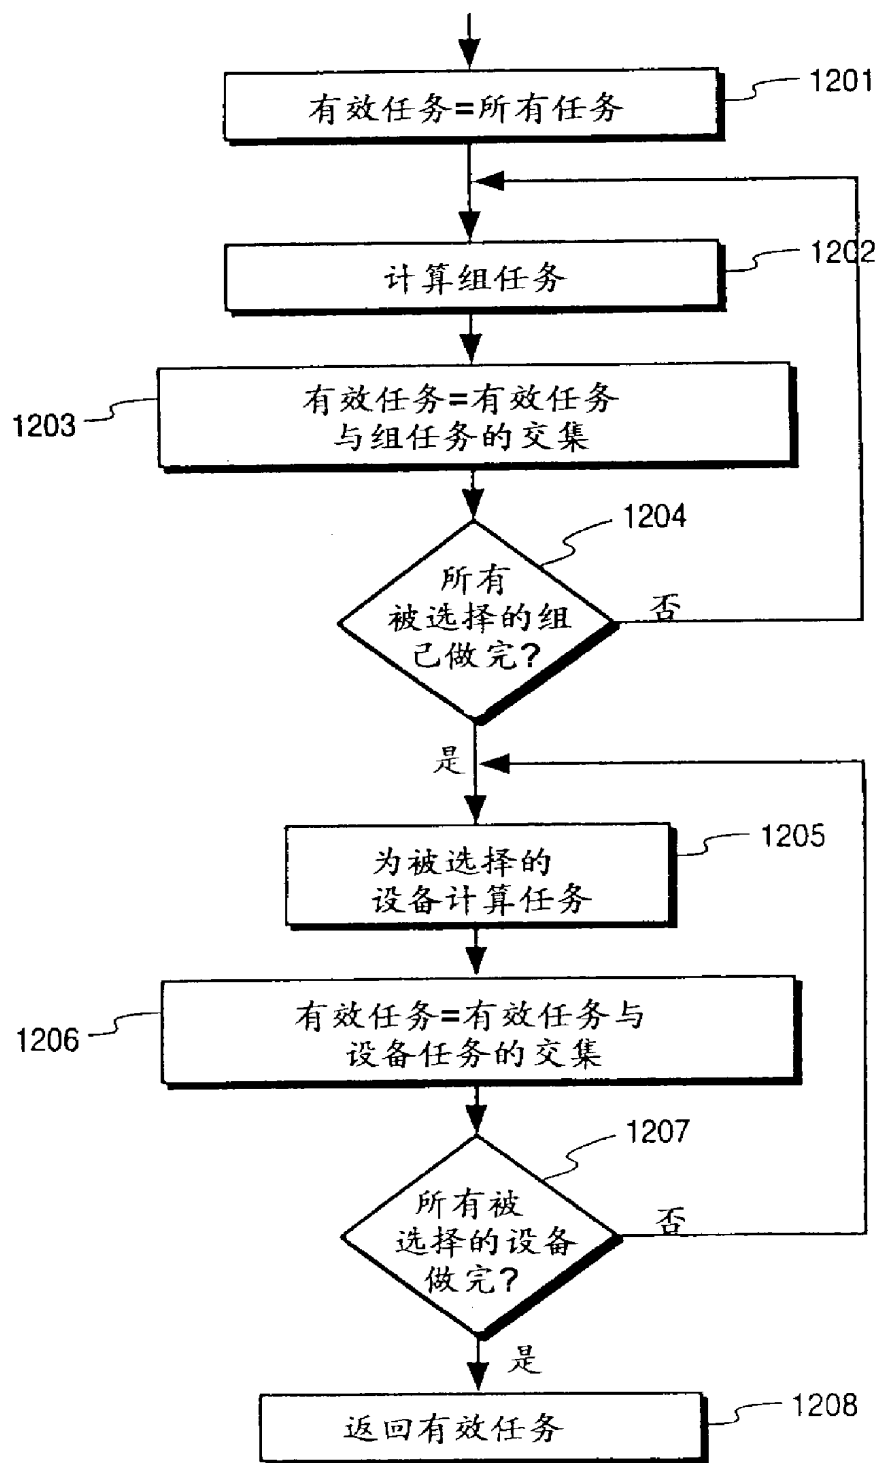 有效任务=所有任务
1201
计算组任务
1202
有效任务=有效任务
与组任务的交集
1203
1204
所有
被选择的组
已做完?
否
是
为被选择的
设备计算任务
1205
有效任务=有效任务与
设备任务的交集
1206
1207
所有被
选择的设备
做完?
否
是
返回有效任务
1208